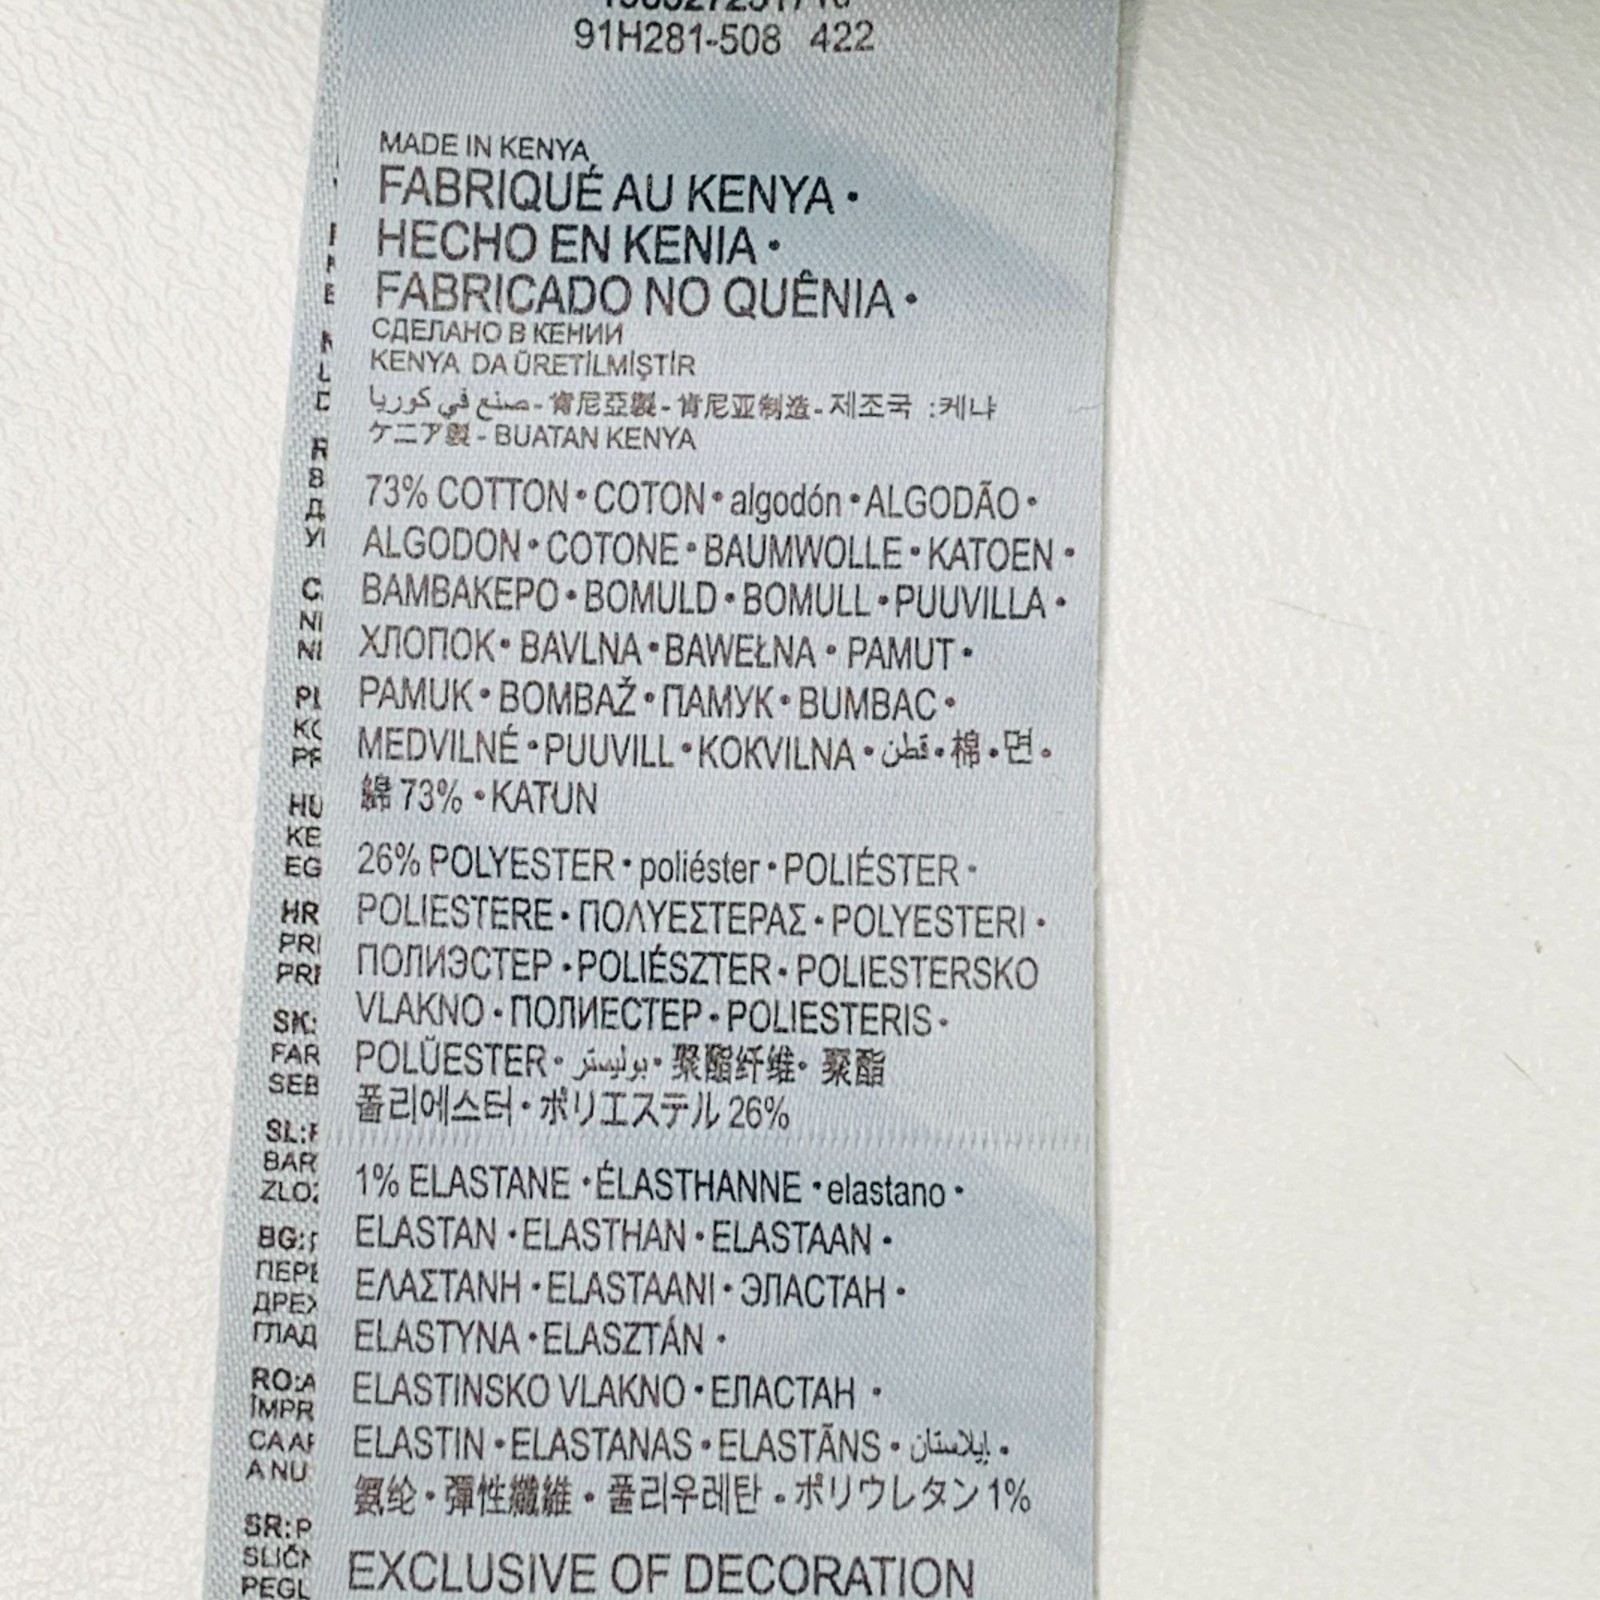 91H281-508 422
MADE IN KENYA
FABRIQUÉ AU KENYA •
HECHO EN KENIA •
FABRICADO NO QUÊNIA •
СДЕЛАНО В КЕНИИ
KENYA DA ÜRETİLMİŞTİR
صنع في كوريا - 肯尼亞製 - 肯尼亚制造 - 제조국 :케냐
ケニア製 - BUATAN KENYA
73% COTTON • COTON • algodón • ALGODÃO •
ALGODON • COTONE • BAUMWOLLE • KATOEN •
ΒΑΜΒΑΚΕΡΟ • BOMULD • BOMULL • PUUVILLA •
ХЛОПОК • BAVLNA • BAWEŁNA • PAMUT •
PAMUK • BOMBAŽ • ПАМУК • BUMBAC •
MEDVILNÉ • PUUVILL • KOKVILNA • قطن • 棉 • 면 •
綿 73% • KATUN
26% POLYESTER • poliéster • POLIÉSTER •
POLIESTERE • ΠΟΛΥΕΣΤΕΡΑΣ • POLYESTERI •
ПОЛИЭСТЕР • POLIÉSZTER • POLIESTERSKO
VLAKNO • ПОЛИЕСТЕР • POLIESTERIS •
POLÜESTER • بوليستر • 聚酯纤维 • 聚酯
폴리에스터 • ポリエステル 26%
1% ELASTANE • ÉLASTHANNE • elastano •
ELASTAN • ELASTHAN • ELASTAAN •
ΕΛΑΣΤΑΝΗ • ELASTAANI • ЭЛАСТАН •
ELASTYNA • ELASZTÁN •
ELASTINSKO VLAKNO • ЕЛАСТАН •
ELASTIN • ELASTANAS • ELASTĀNS • إيلاستان •
氨纶 • 彈性纖維 • 폴리우레탄 • ポリウレタン 1%
EXCLUSIVE OF DECORATION